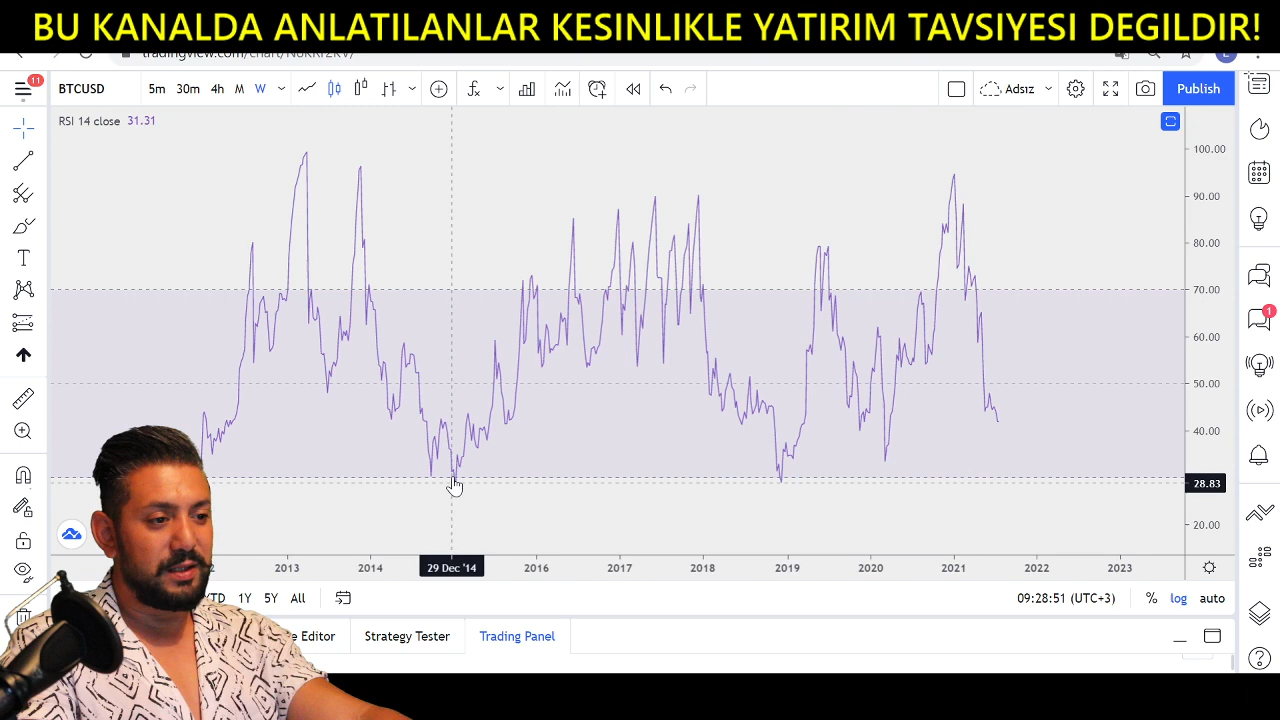 BU KANALDA ANLATILANLAR KESINLIKLE YATIRIM TAVSIYESI DEGILDIR!
11
BTCUSD
5m 30m 4h M W
Adsız
Publish
RSI 14 close 31.31
100.00
90.00
80.00
70.00
60.00
50.00
40.00
28.83
20.00
1
2 2013 2014 29 Dec '14 2016 2017 2018 2019 2020 2021 2022 2023
YTD 1Y 5Y All
09:28:51 (UTC+3) % log auto
Editor Strategy Tester Trading Panel